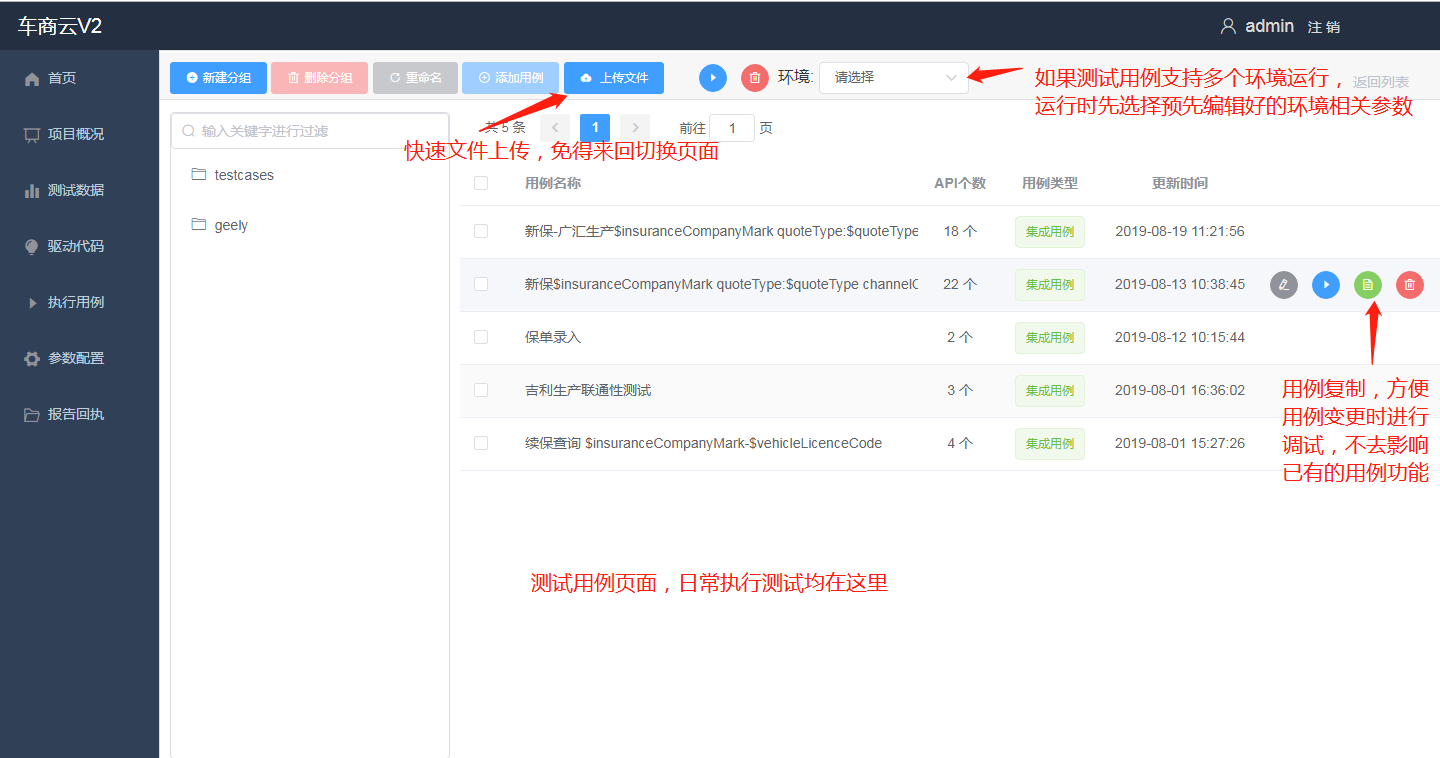 车商云V2
admin 注 销
首页
项目概况
测试数据
驱动代码
执行用例
参数配置
报告回执
新建分组 删除分组 重命名 添加用例 上传文件 环境: 请选择 返回列表
如果测试用例支持多个环境运行，
运行时先选择预先编辑好的环境相关参数
输入关键字进行过滤
testcases
geely
共 5 条 1 前往 1 页
快速文件上传，免得来回切换页面
用例名称 API个数 用例类型 更新时间
新保-广汇生产$insuranceCompanyMark quoteType:$quoteType 18 个 集成用例 2019-08-19 11:21:56
新保$insuranceCompanyMark quoteType:$quoteType channelC 22 个 集成用例 2019-08-13 10:38:45
保单录入 2 个 集成用例 2019-08-12 10:15:44
吉利生产联通性测试 3 个 集成用例 2019-08-01 16:36:02
续保查询 $insuranceCompanyMark-$vehicleLicenceCode 4 个 集成用例 2019-08-01 15:27:26
用例复制，方便
用例变更时进行
调试，不去影响
已有的用例功能
测试用例页面，日常执行测试均在这里